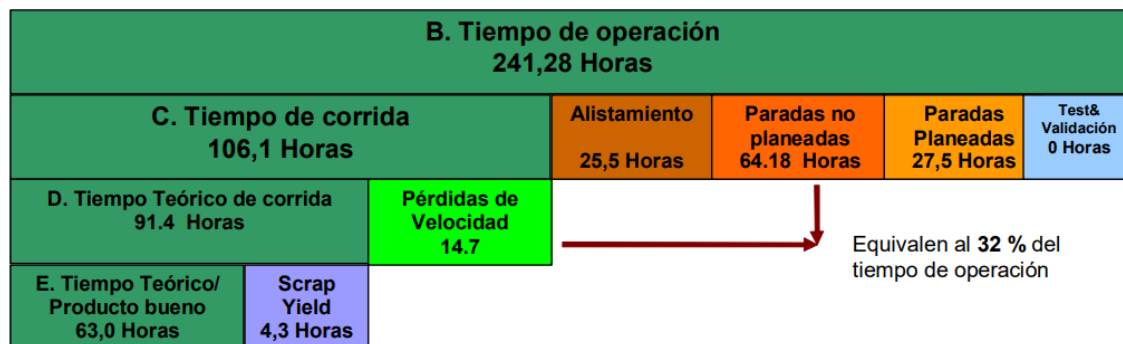 B. Tiempo de operación
241,28 Horas
C. Tiempo de corrida
106,1 Horas
Alistamiento
25,5 Horas
Paradas no
planeadas
64.18 Horas
Paradas
Planeadas
27,5 Horas
Test&
Validación
0 Horas
D. Tiempo Teórico de corrida
91.4 Horas
Pérdidas de
Velocidad
14.7
Equivalen al 32 % del
tiempo de operación
E. Tiempo Teórico/
Producto bueno
63,0 Horas
Scrap
Yield
4,3 Horas